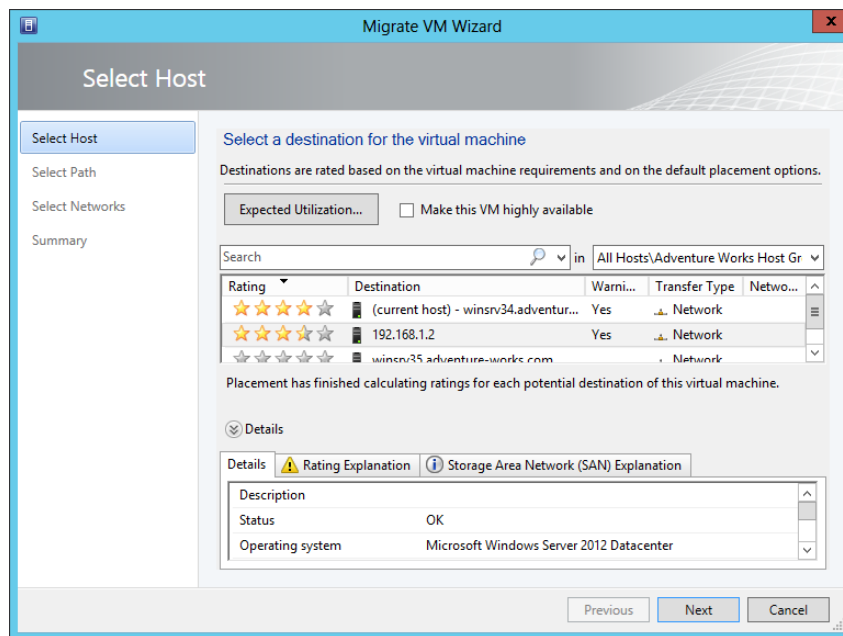 Migrate VM Wizard
x
Select Host
Select Host
Select Path
Select Networks
Summary
Select a destination for the virtual machine
Destinations are rated based on the virtual machine requirements and on the default placement options.
Expected Utilization... Make this VM highly available
Search in All Hosts\Adventure Works Host Gr
Rating Destination Warni... Transfer Type Netwo...
(current host) - winsrv34.adventur... Yes Network
192.168.1.2 Yes Network
winsrv35.adventure-works.com Network
Placement has finished calculating ratings for each potential destination of this virtual machine.
Details
Details Rating Explanation Storage Area Network (SAN) Explanation
Description
Status OK
Operating system Microsoft Windows Server 2012 Datacenter
Previous Next Cancel